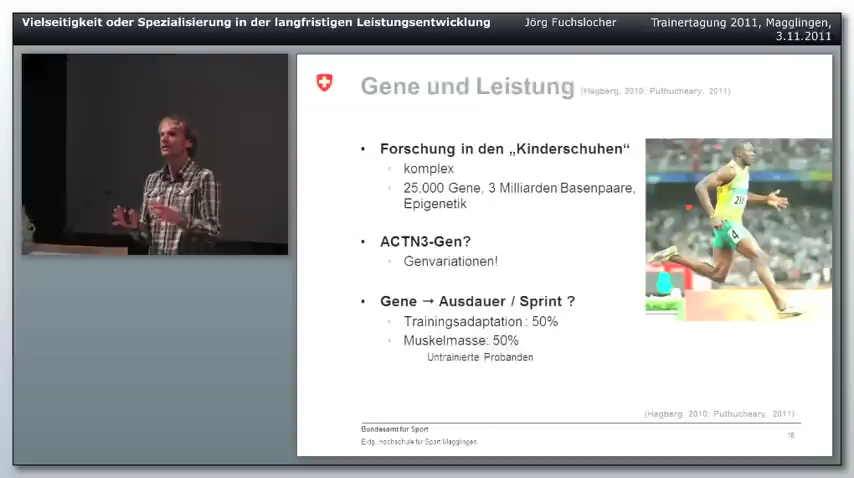 Vielseitigkeit oder Spezialisierung in der langfristigen Leistungsentwicklung
Jörg Fuchslocher
Trainertagung 2011, Magglingen,
3.11.2011
Gene und Leistung (Hagberg, 2010; Puthucheary, 2011)
• Forschung in den „Kinderschuhen“
◦ komplex
◦ 25,000 Gene, 3 Milliarden Basenpaare,
Epigenetik
• ACTN3-Gen?
◦ Genvariationen!
• Gene → Ausdauer / Sprint ?
◦ Trainingsadaptation: 50%
◦ Muskelmasse: 50%
Untrainierte Probanden
(Hagberg, 2010; Puthucheary, 2011)
Bundesamt für Sport
Eidg. Hochschule für Sport Magglingen